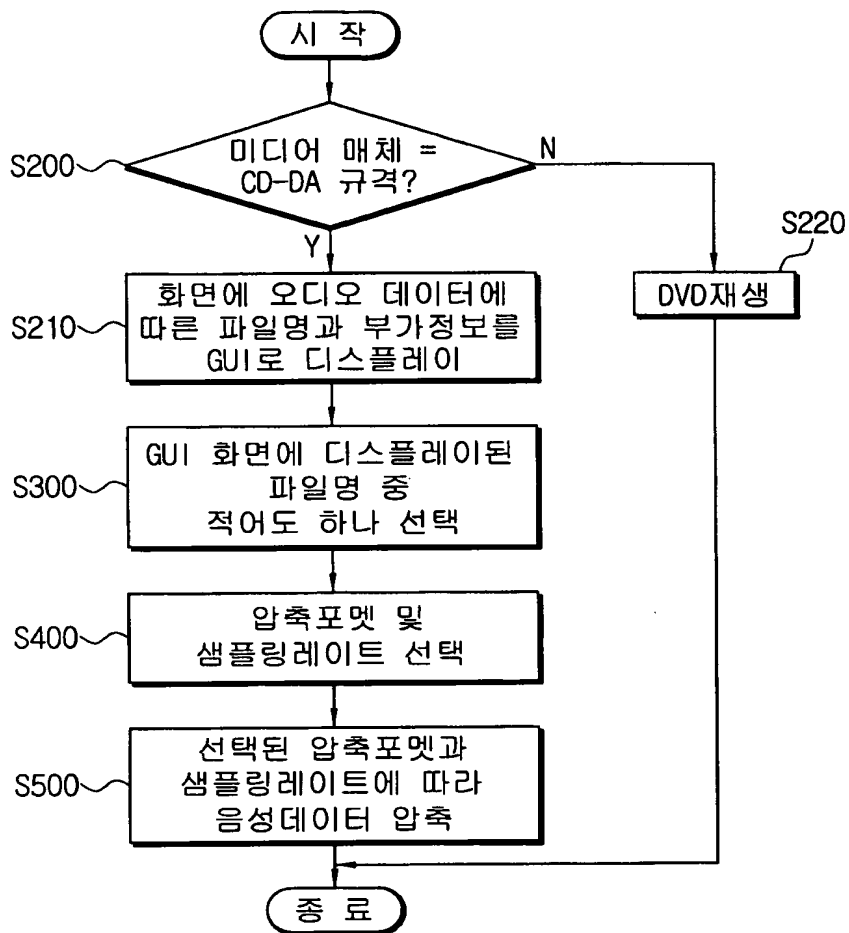 시 작
S200
미디어 매체 =
CD-DA 규격?
N
Y
S220
DVD재생
S210
화면에 오디오 데이터에
따른 파일명과 부가정보를
GUI로 디스플레이
S300
GUI 화면에 디스플레이된
파일명 중
적어도 하나 선택
S400
압축포멧 및
샘플링레이트 선택
S500
선택된 압축포멧과
샘플링레이트에 따라
음성데이터 압축
종 료